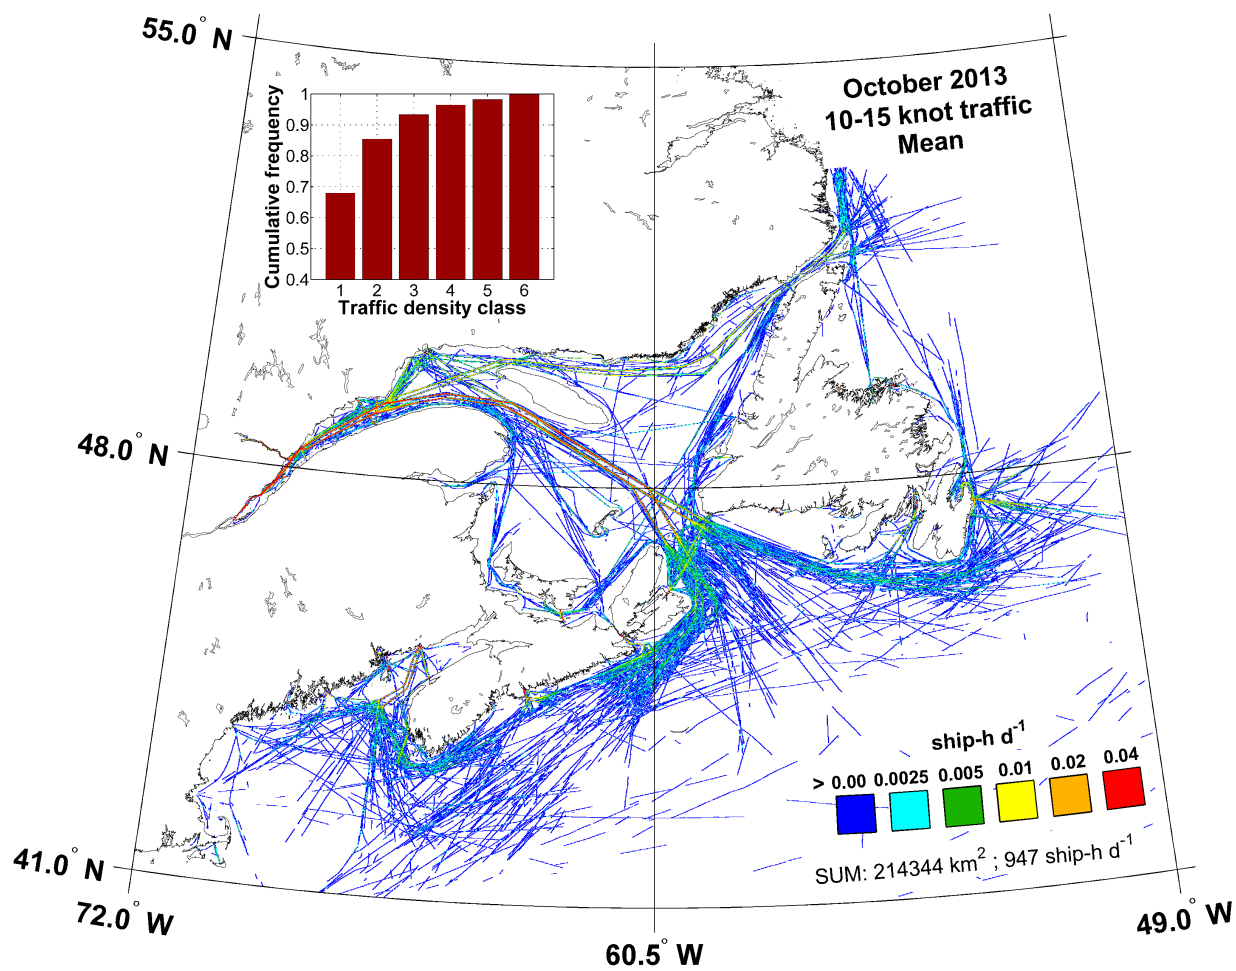 55.0° N
October 2013
10-15 knot traffic
Mean
Cumulative frequency
1
0.9
0.8
0.7
0.6
0.5
0.4
1 2 3 4 5 6
Traffic density class
48.0° N
ship-h d⁻¹
> 0.00 0.0025 0.005 0.01 0.02 0.04
SUM: 214344 km² ; 947 ship-h d⁻¹
41.0° N
72.0° W
60.5° W
49.0° W